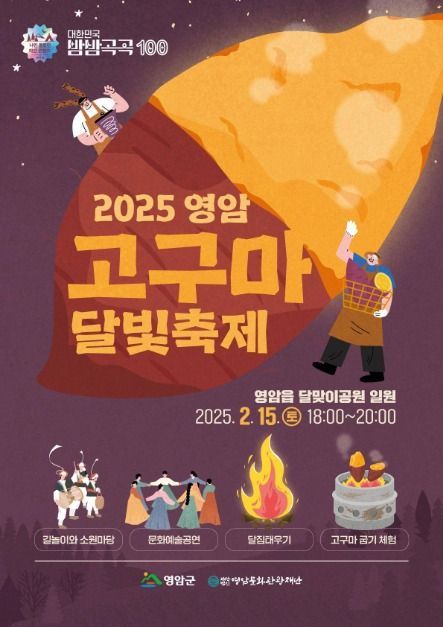 대한민국
밤밤곡곡 100
2025 영암
고구마
달빛축제
영암읍 달맞이공원 일원
2025. 2. 15. 토 18:00~20:00
길놀이와 소원마당
문화예술공연
달집태우기
고구마 굽기 체험
영암군
영암문화관광재단